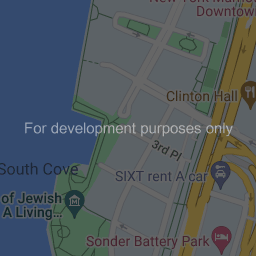 New York Marriott
Downtown
Clinton Hall
For development purposes only
3rd Pl
South Cove
SIXT rent A car
of Jewish
A Living...
Sonder Battery Park